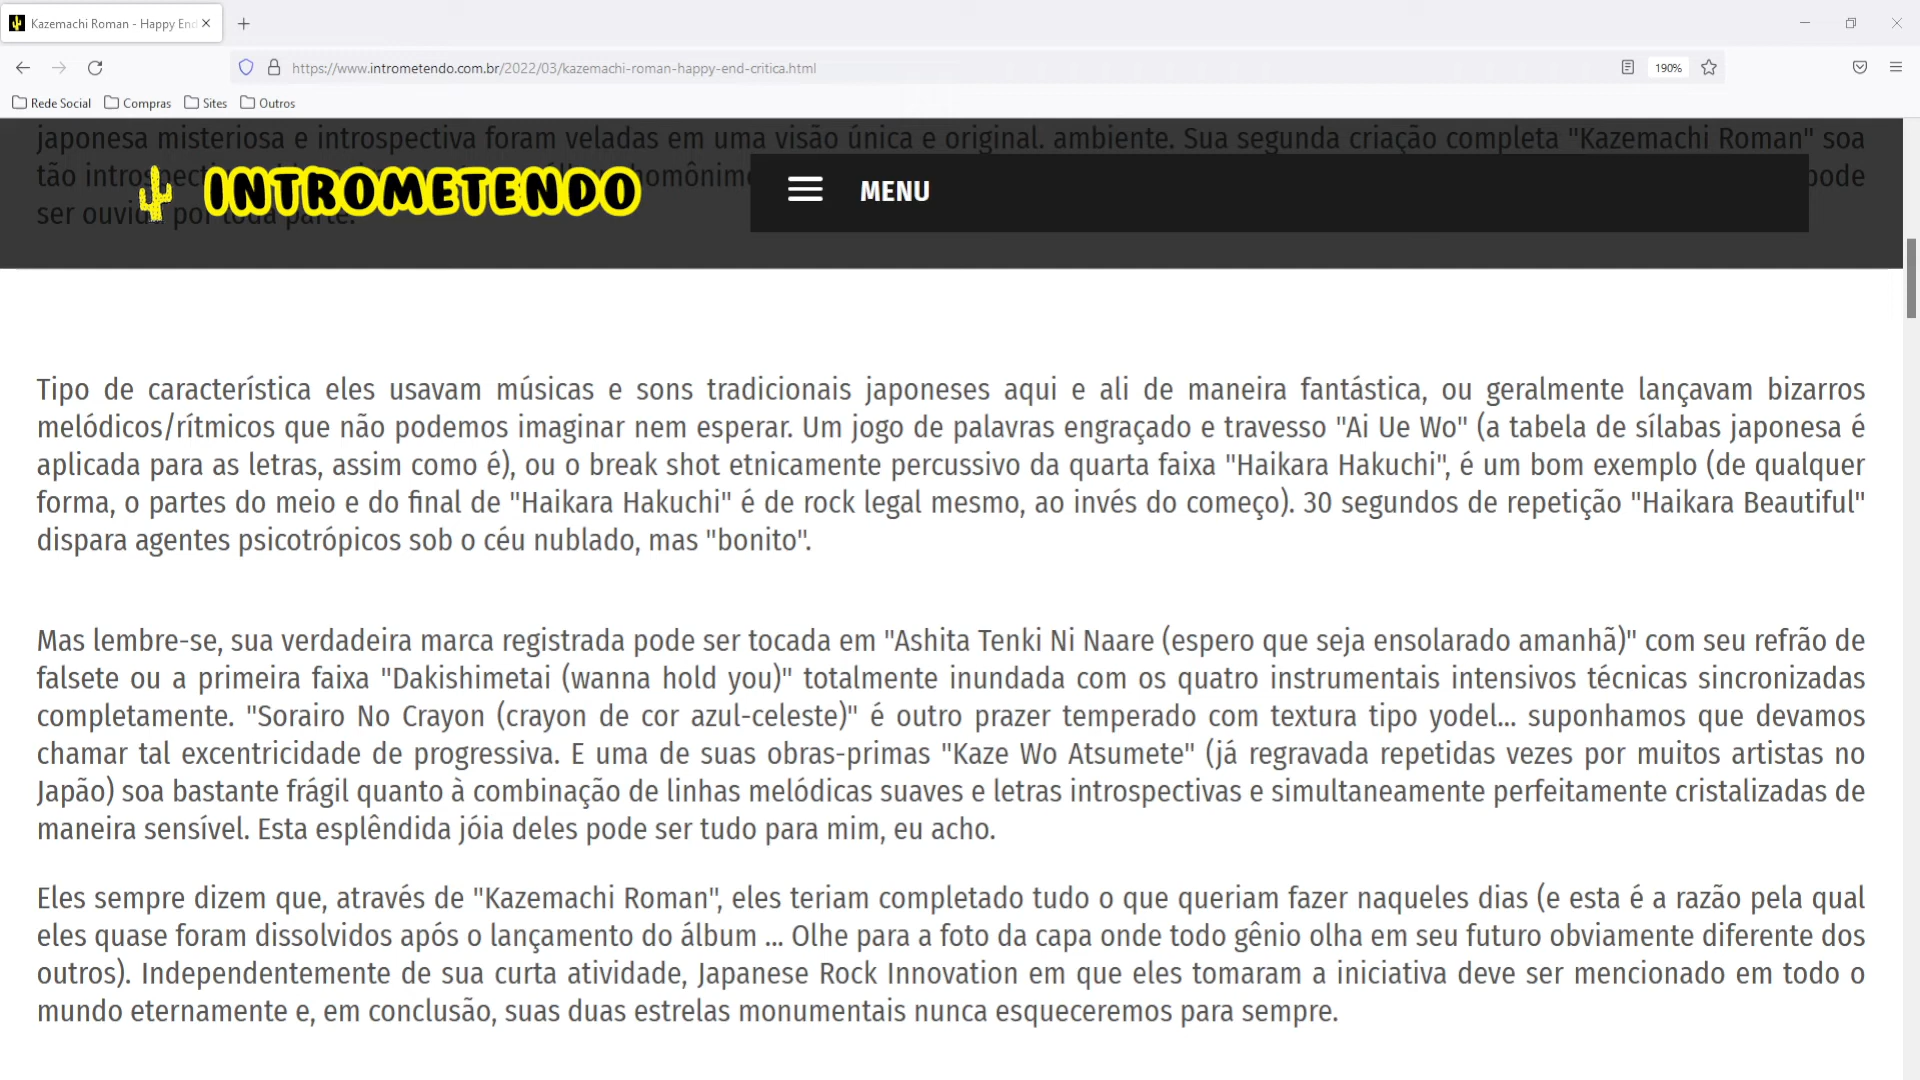 Kazemachi Roman - Happy End
https://www.intrometendo.com.br/2022/03/kazemachi-roman-happy-end-critica.html
190%
Rede Social
Compras
Sites
Outros
japonesa misteriosa e introspectiva foram veladas em uma visão única e original. ambiente. Sua segunda criação completa "Kazemachi Roman" soa
tão
pode
ser ouvida por toda parte.
INTROMETENDO
MENU
Tipo de característica eles usavam músicas e sons tradicionais japoneses aqui e ali de maneira fantástica, ou geralmente lançavam bizarros
melódicos/rítmicos que não podemos imaginar nem esperar. Um jogo de palavras engraçado e travesso "Ai Ue Wo" (a tabela de sílabas japonesa é
aplicada para as letras, assim como é), ou o break shot etnicamente percussivo da quarta faixa "Haikara Hakuchi", é um bom exemplo (de qualquer
forma, o partes do meio e do final de "Haikara Hakuchi" é de rock legal mesmo, ao invés do começo). 30 segundos de repetição "Haikara Beautiful"
dispara agentes psicotrópicos sob o céu nublado, mas "bonito".
Mas lembre-se, sua verdadeira marca registrada pode ser tocada em "Ashita Tenki Ni Naare (espero que seja ensolarado amanhã)" com seu refrão de
falsete ou a primeira faixa "Dakishimetai (wanna hold you)" totalmente inundada com os quatro instrumentais intensivos técnicas sincronizadas
completamente. "Sorairo No Crayon (crayon de cor azul-celeste)" é outro prazer temperado com textura tipo yodel... suponhamos que devamos
chamar tal excentricidade de progressiva. E uma de suas obras-primas "Kaze Wo Atsumete" (já regravada repetidas vezes por muitos artistas no
Japão) soa bastante frágil quanto à combinação de linhas melódicas suaves e letras introspectivas e simultaneamente perfeitamente cristalizadas de
maneira sensível. Esta esplêndida jóia deles pode ser tudo para mim, eu acho.
Eles sempre dizem que, através de "Kazemachi Roman", eles teriam completado tudo o que queriam fazer naqueles dias (e esta é a razão pela qual
eles quase foram dissolvidos após o lançamento do álbum ... Olhe para a foto da capa onde todo gênio olha em seu futuro obviamente diferente dos
outros). Independentemente de sua curta atividade, Japanese Rock Innovation em que eles tomaram a iniciativa deve ser mencionado em todo o
mundo eternamente e, em conclusão, suas duas estrelas monumentais nunca esqueceremos para sempre.